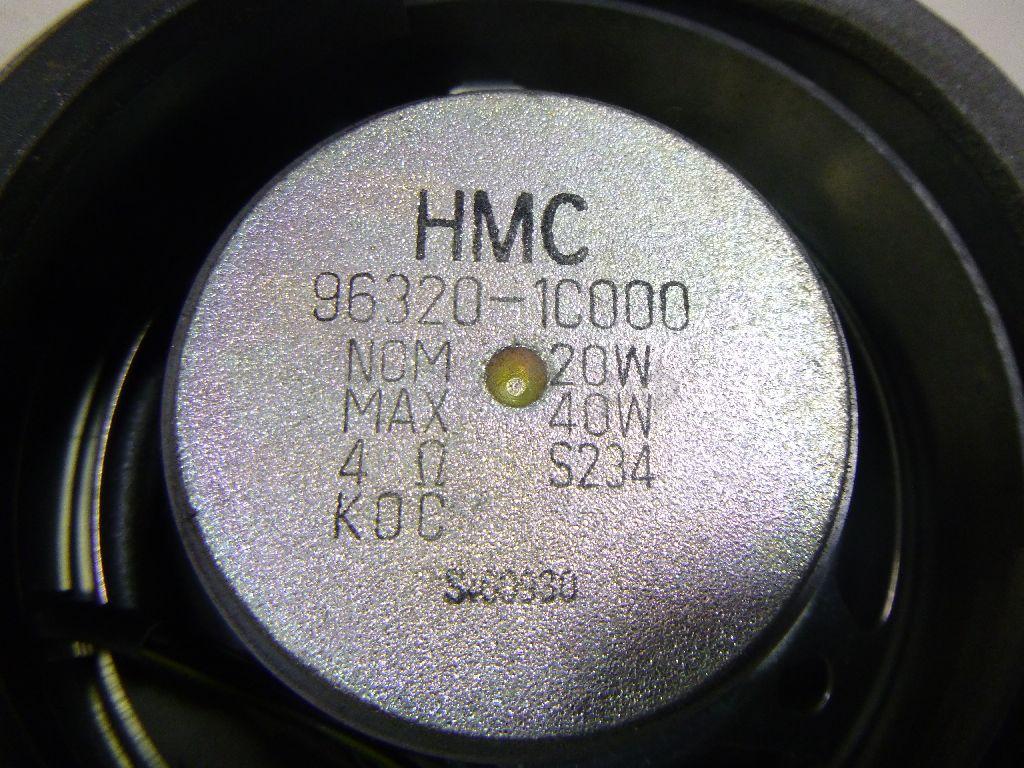 HMC
96320-1C000
NOM 20W
MAX 40W
4 Ω S234
KOC